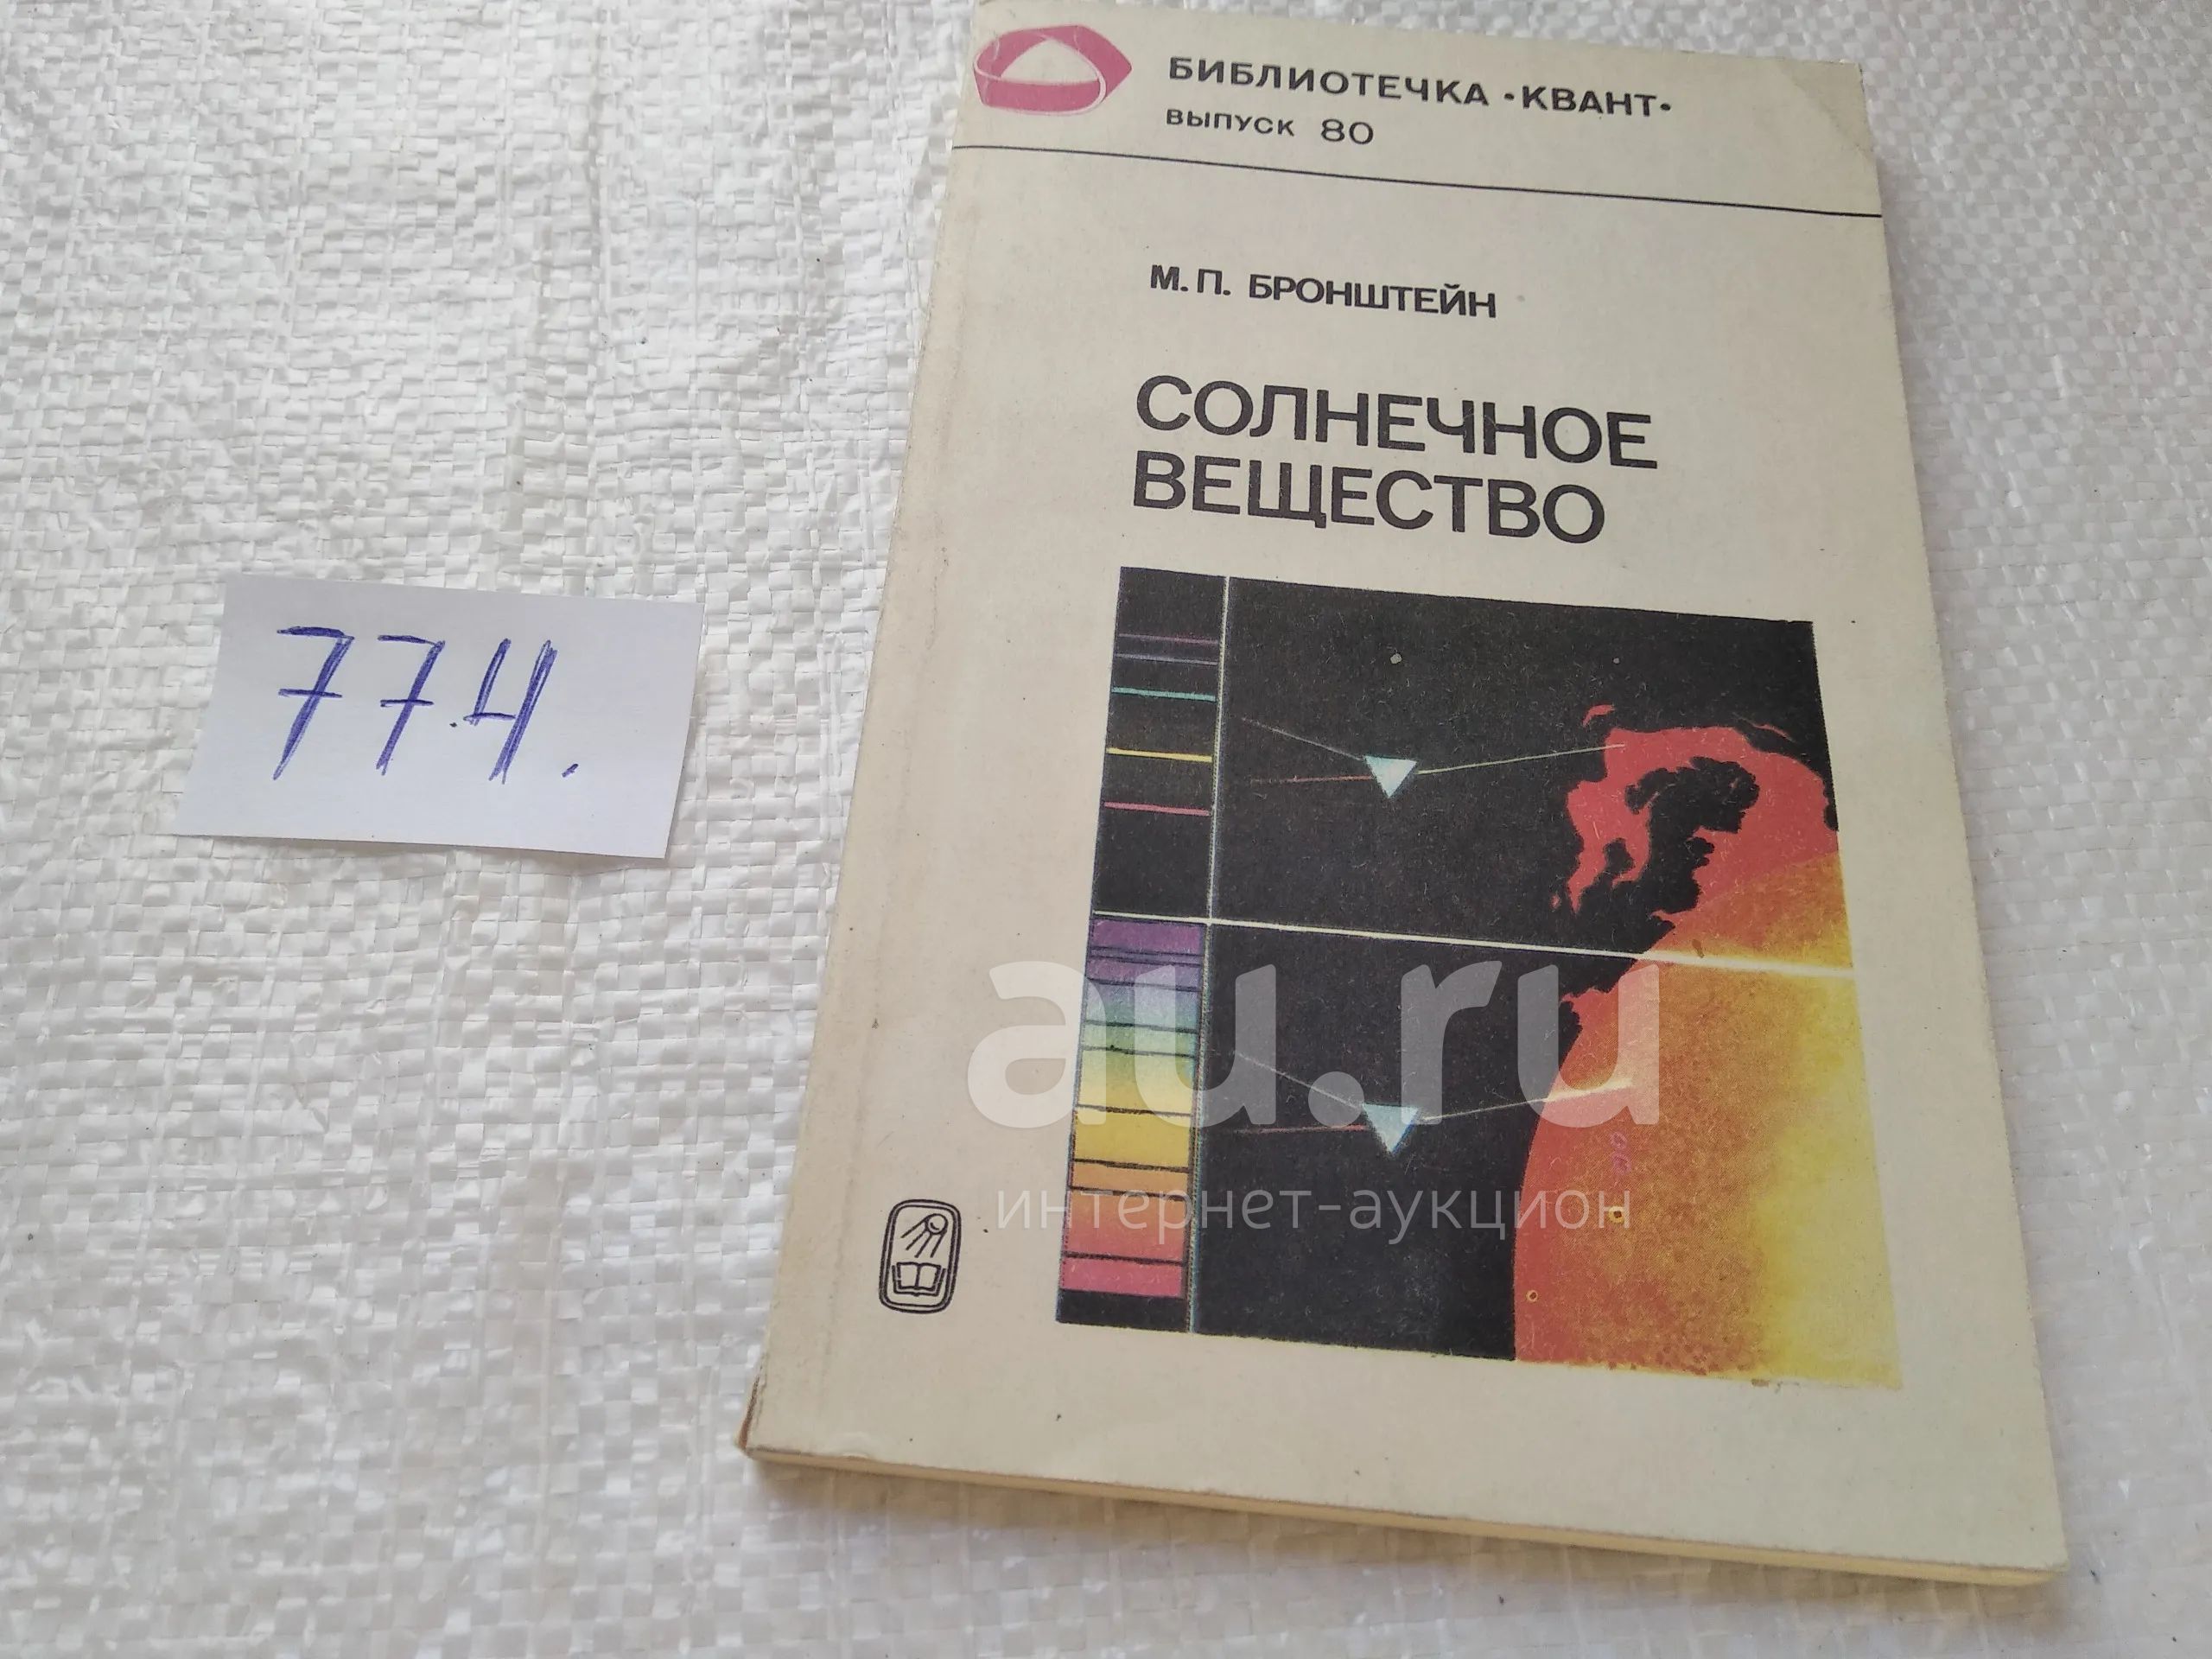 БИБЛИОТЕЧКА •КВАНТ•
ВЫПУСК 80
М. П. БРОНШТЕЙН
СОЛНЕЧНОЕ
ВЕЩЕСТВО
774.
au.ru
интернет-аукцион